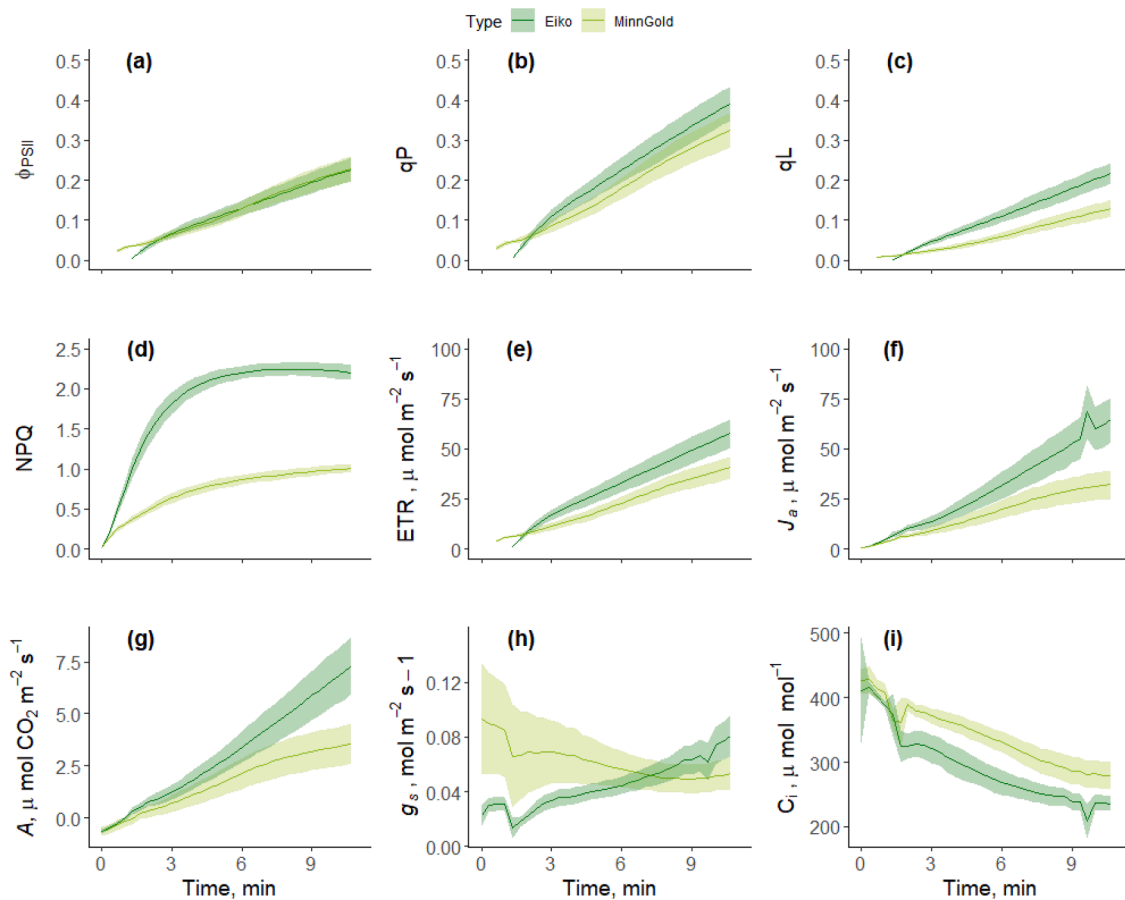 Type Eiko MinnGold
(a) (b) (c)
0.5 0.5 0.5
0.4 0.4 0.4
0.3 0.3 0.3
0.2 0.2 0.2
0.1 0.1 0.1
0.0 0.0 0.0
ϕPSII qP qL
(d) (e) (f)
2.5 100 100
2.0 75 75
1.5
1.0 50 50
0.5 25 25
0.0 0 0
NPQ ETR , μ mol m−2 s−1 Ja , μ mol m−2 s−1
(g) (h) (i)
7.5 0.12 500
5.0 0.08 400
2.5 0.04 300
0.0 0.00 200
A, μ mol CO2 m−2 s−1 gs , mol m−2 s − 1 Ci , μ mol mol−1
0 3 6 9 0 3 6 9 0 3 6 9
Time, min Time, min Time, min